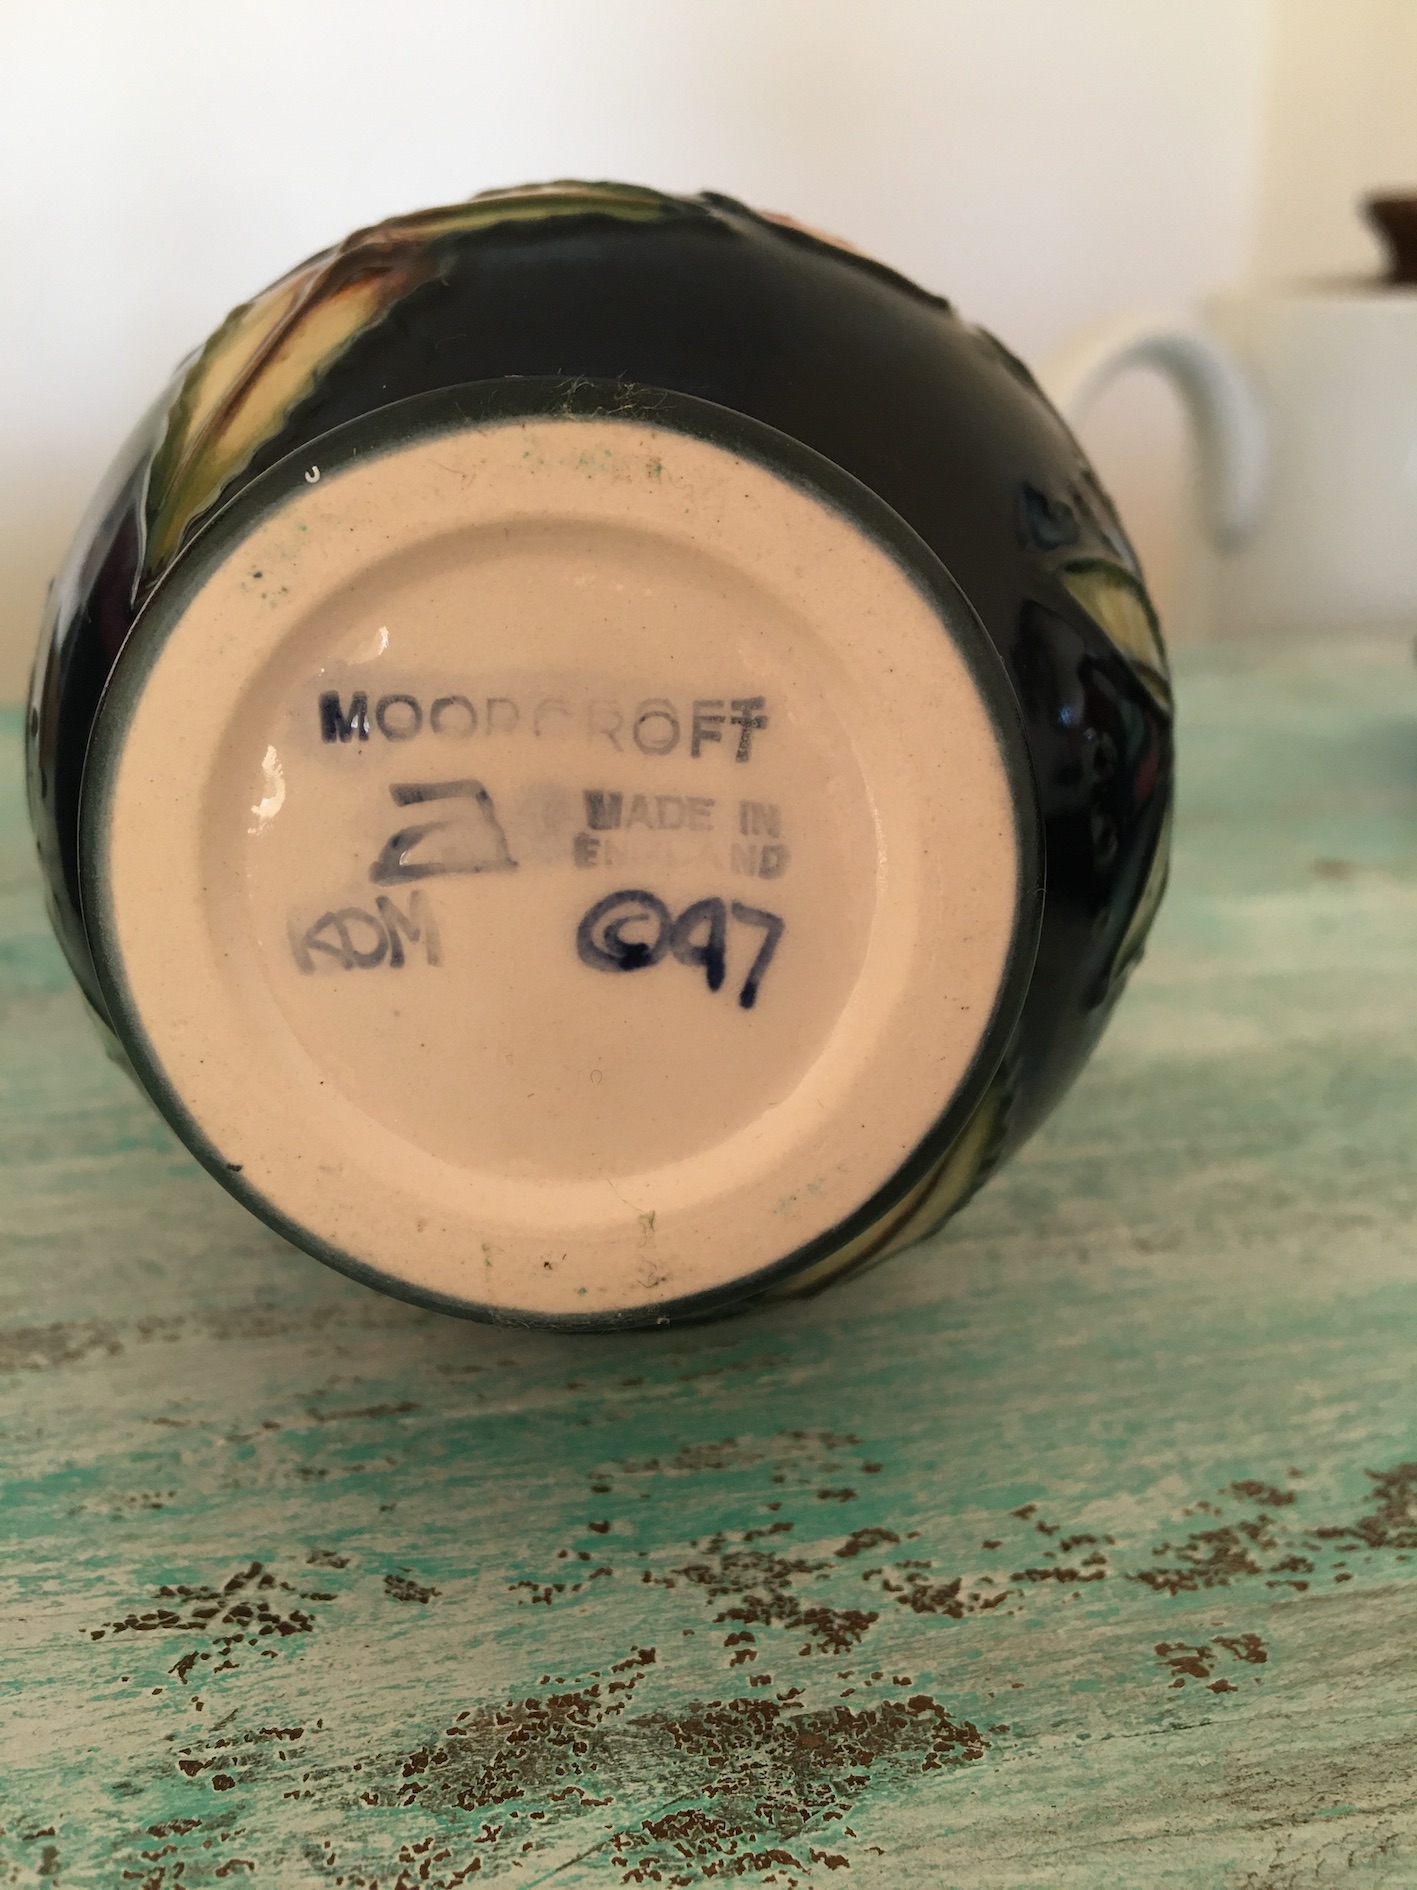 MOORCROFT
MADE IN
ENGLAND
KDM
©97